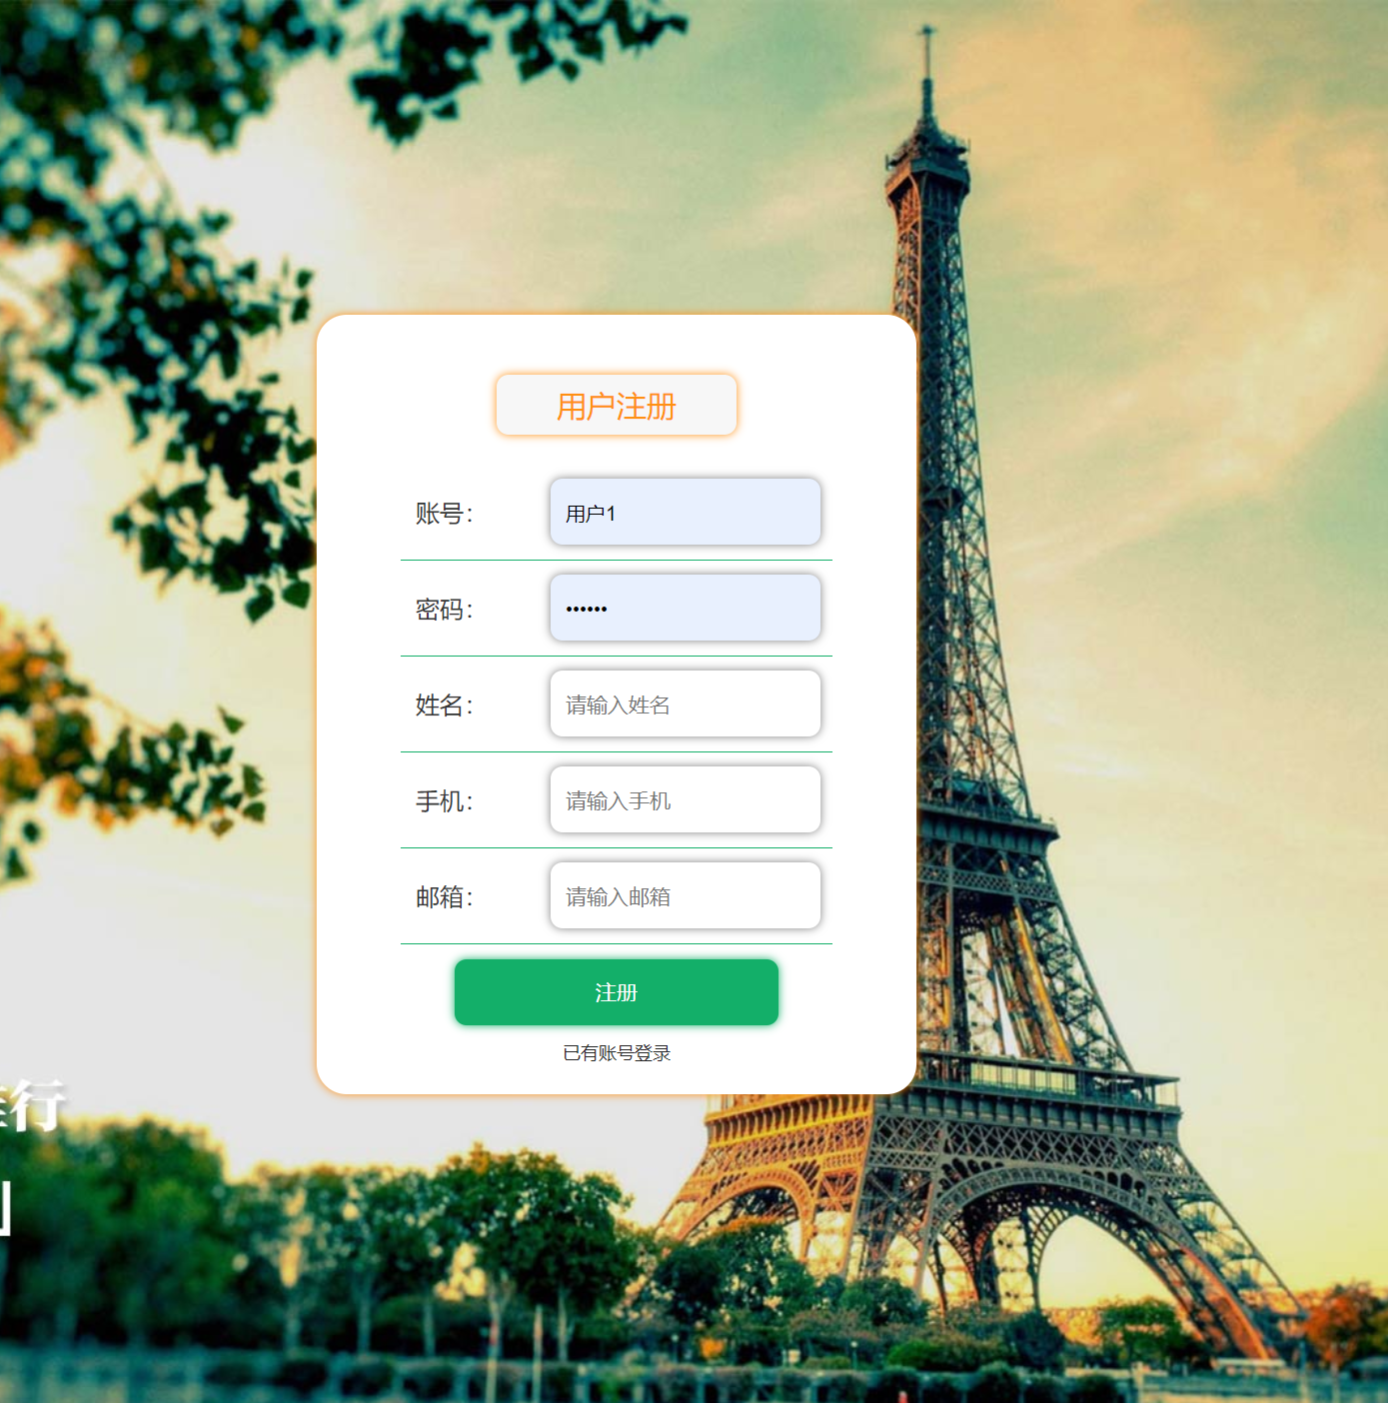 用户注册
账号：
用户1
密码：
••••••
姓名：
请输入姓名
手机：
请输入手机
邮箱：
请输入邮箱
注册
已有账号登录
行